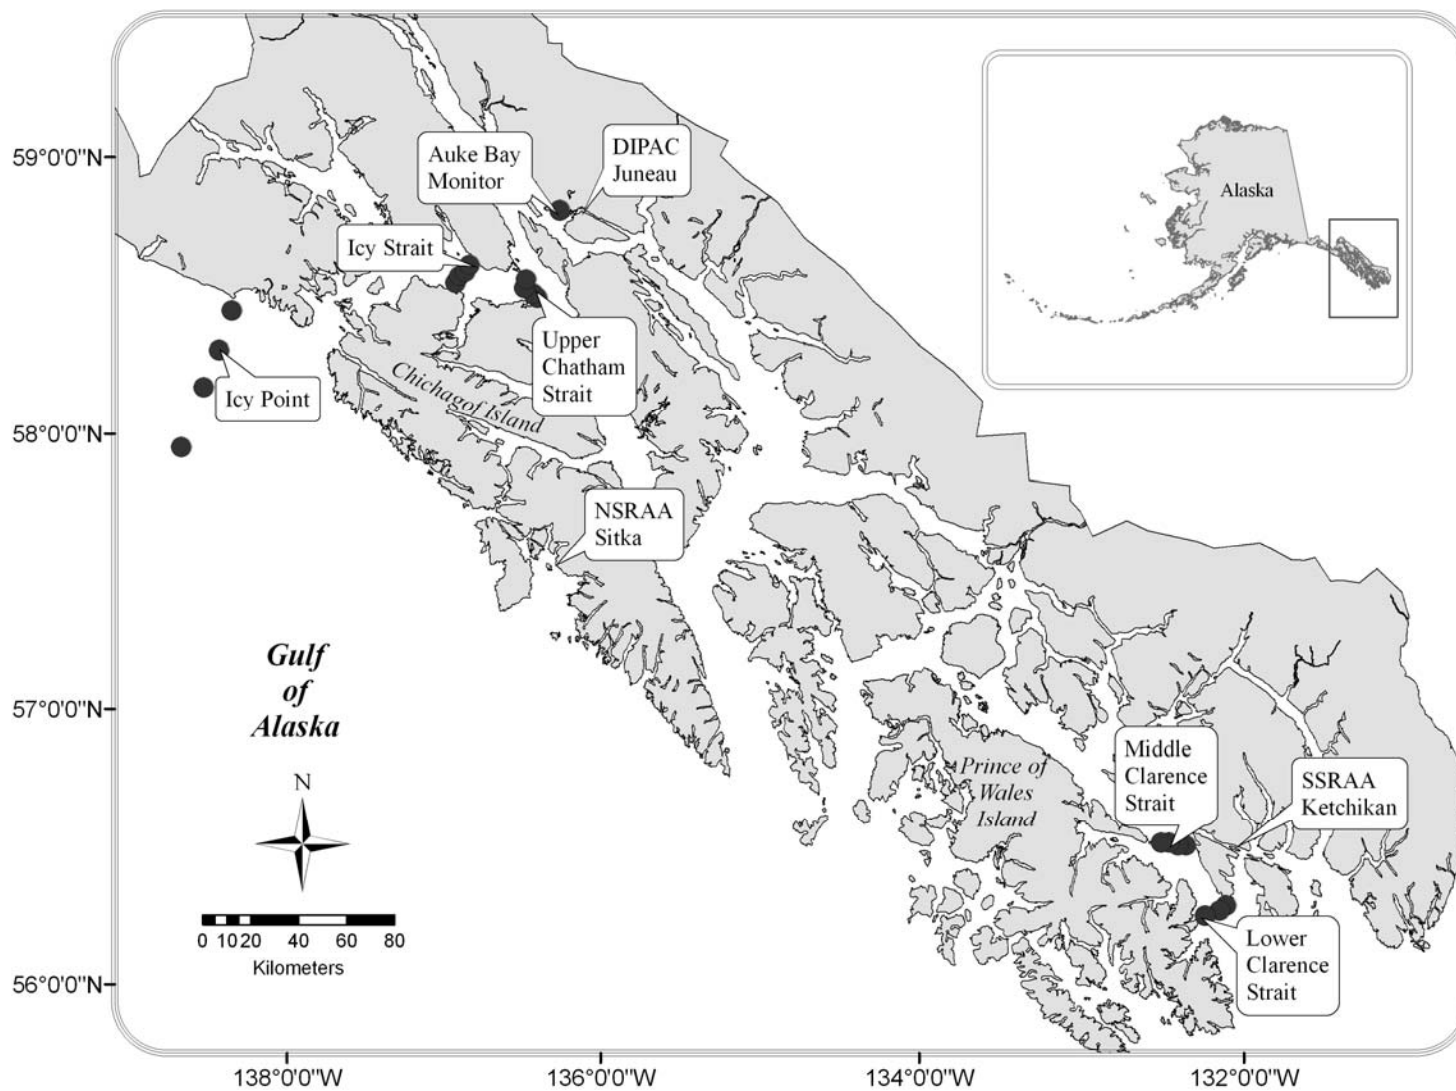 59°0'0"N
58°0'0"N
57°0'0"N
56°0'0"N
Auke Bay
Monitor
DIPAC
Juneau
Icy Strait
Icy Point
Upper
Chatham
Strait
Chichagof Island
NSRAA
Sitka
Gulf
of
Alaska
N
0 10 20 40 60 80
Kilometers
Prince of
Wales
Island
Middle
Clarence
Strait
SSRAA
Ketchikan
Lower
Clarence
Strait
Alaska
138°0'0"W 136°0'0"W 134°0'0"W 132°0'0"W